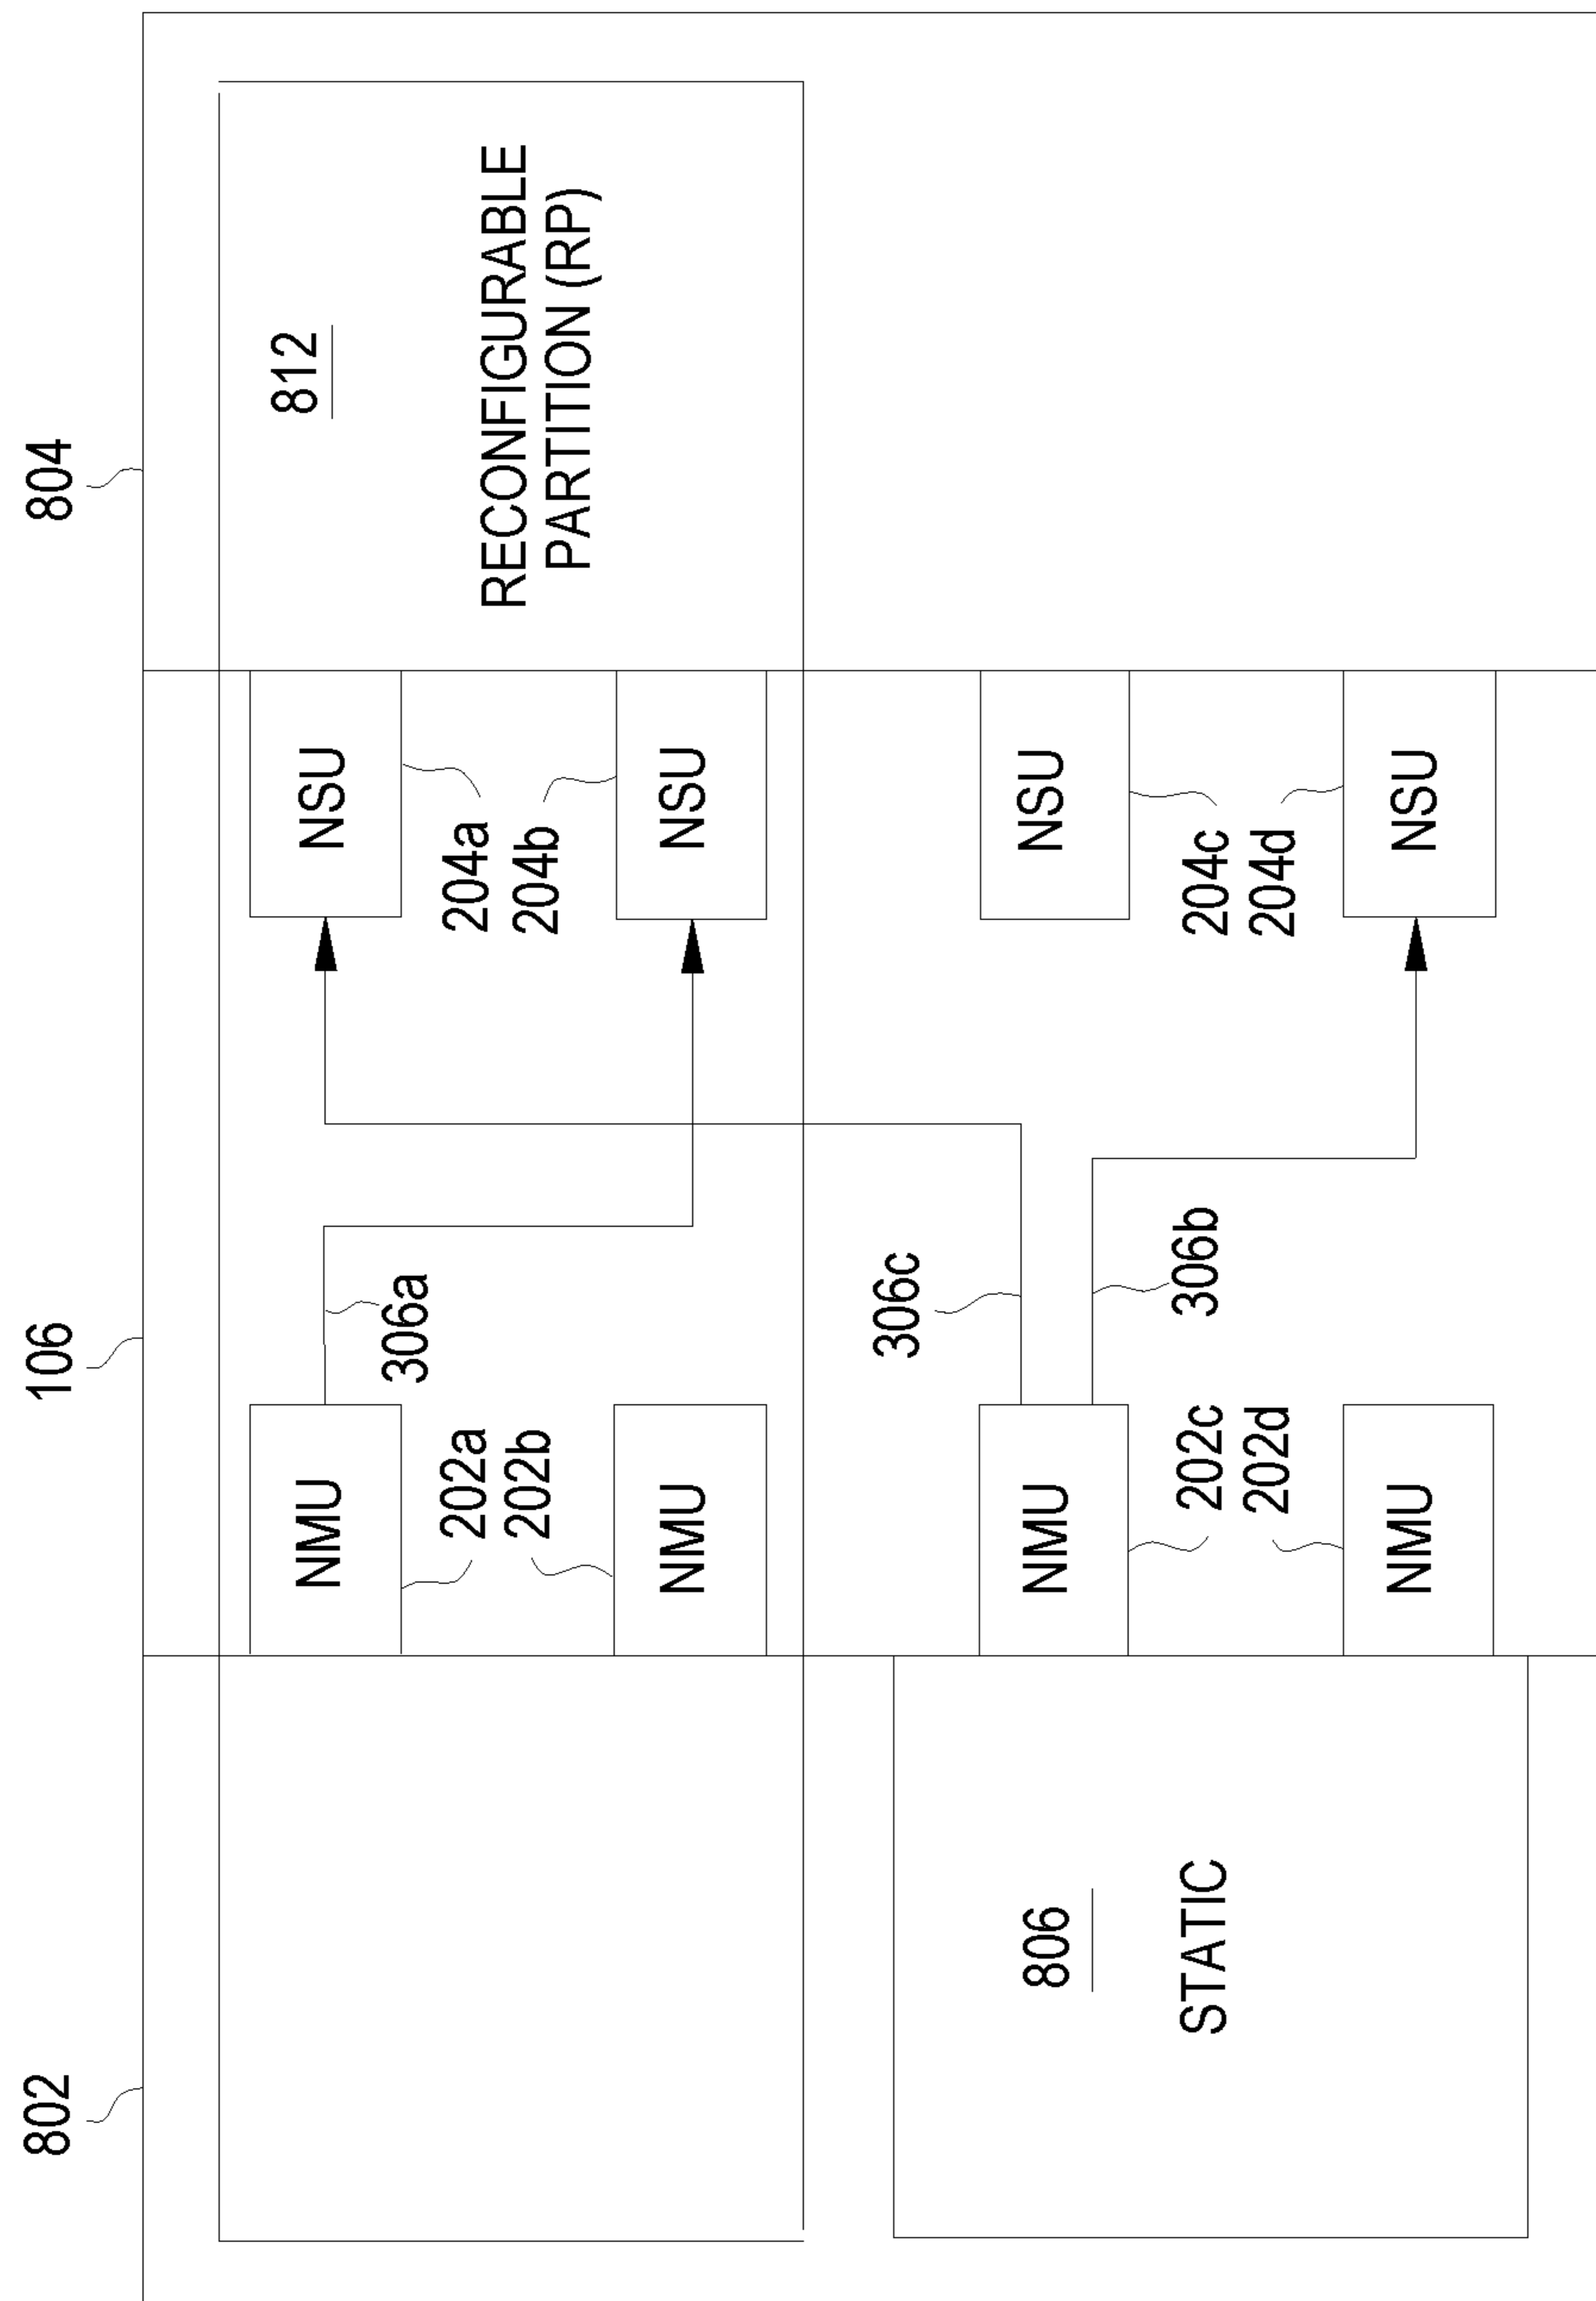 802
106
804
812
RECONFIGURABLE
PARTITION (RP)
NMU
306a
NSU
202a
202b
204a
204b
NMU
NSU
306c
806
STATIC
NMU
306b
NSU
202c
202d
204c
204d
NMU
NSU